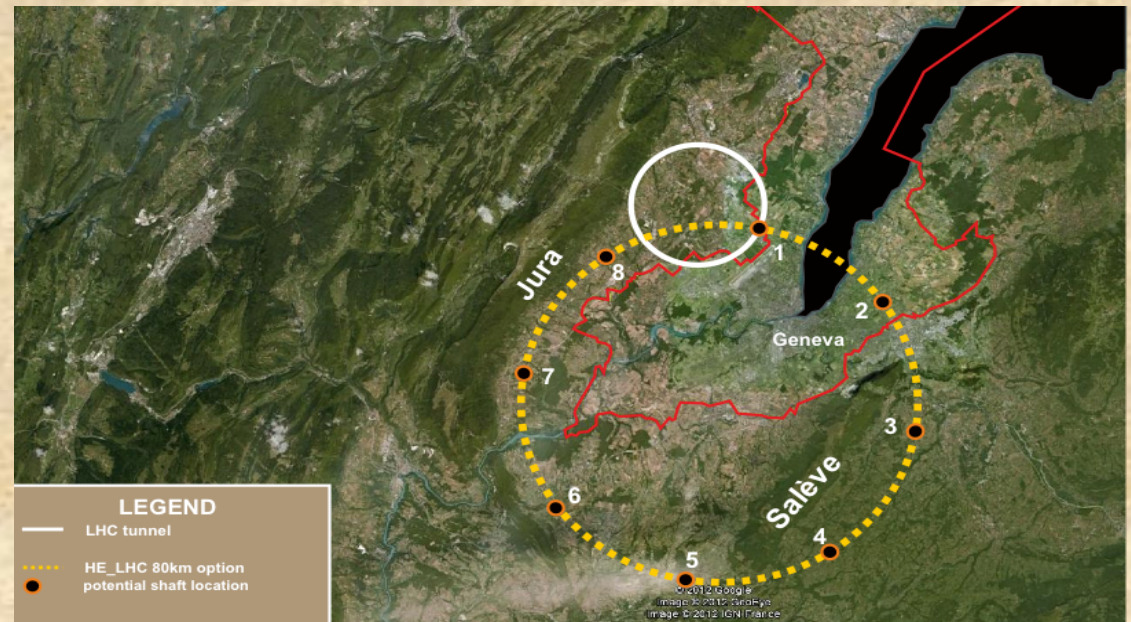 1
Jura
8
2
Geneva
7
3
Salève
6
4
5
LEGEND
LHC tunnel
HE_LHC 80km option
potential shaft location
© 2012 Google
Image © 2012 GeoEye
Image © 2012 IGN France